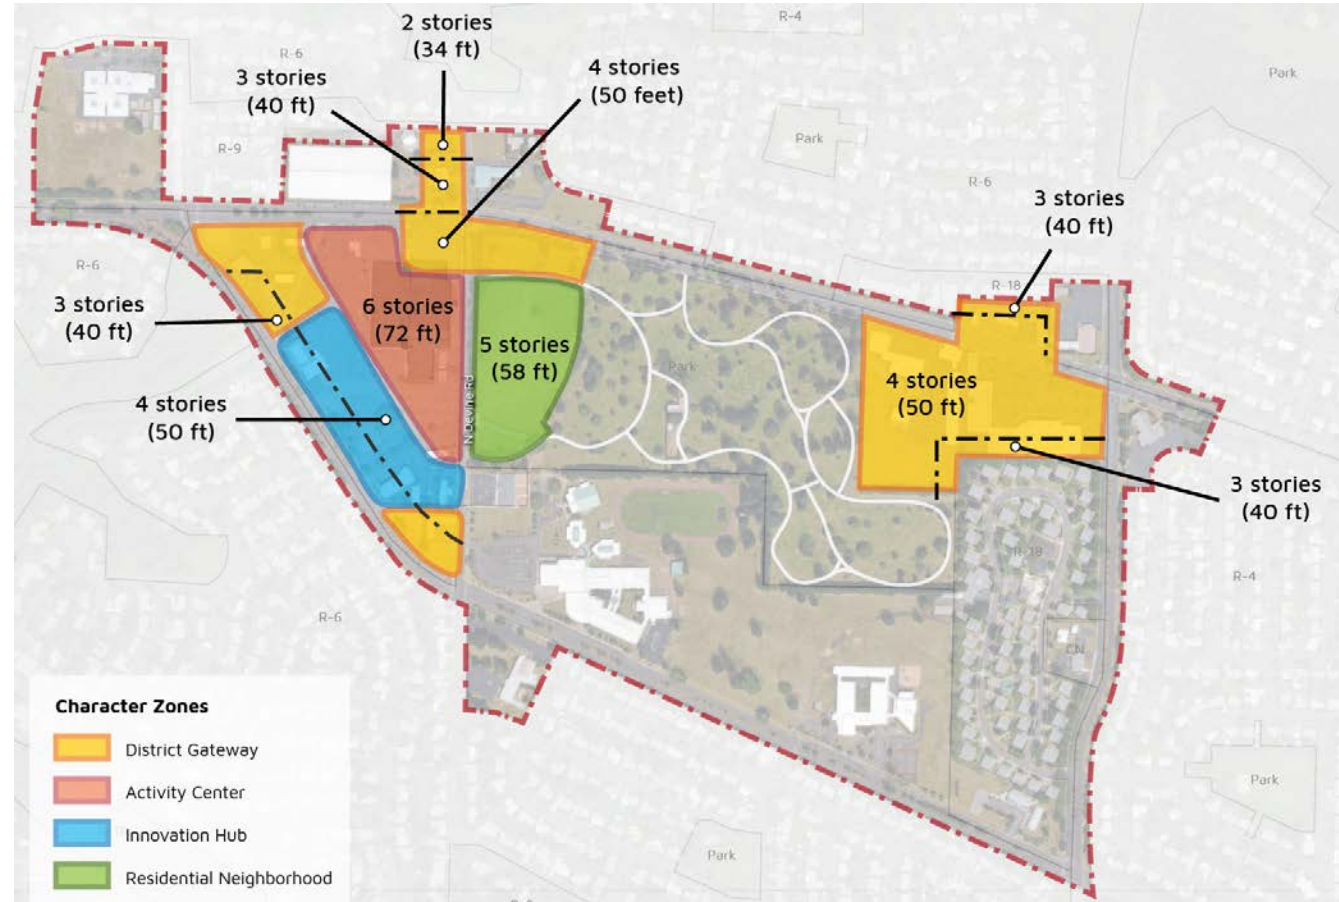 2 stories
(34 ft)
R-4
R-6
3 stories
(40 ft)
4 stories
(50 feet)
Park
Park
R-9
R-6
3 stories
(40 ft)
R-6
R-18
3 stories
(40 ft)
6 stories
(72 ft)
5 stories
(58 ft)
Park
N Devine Rd
4 stories
(50 ft)
4 stories
(50 ft)
3 stories
(40 ft)
R-18
R-4
R-6
CN
Character Zones
District Gateway
Activity Center
Innovation Hub
Residential Neighborhood
Park
Park